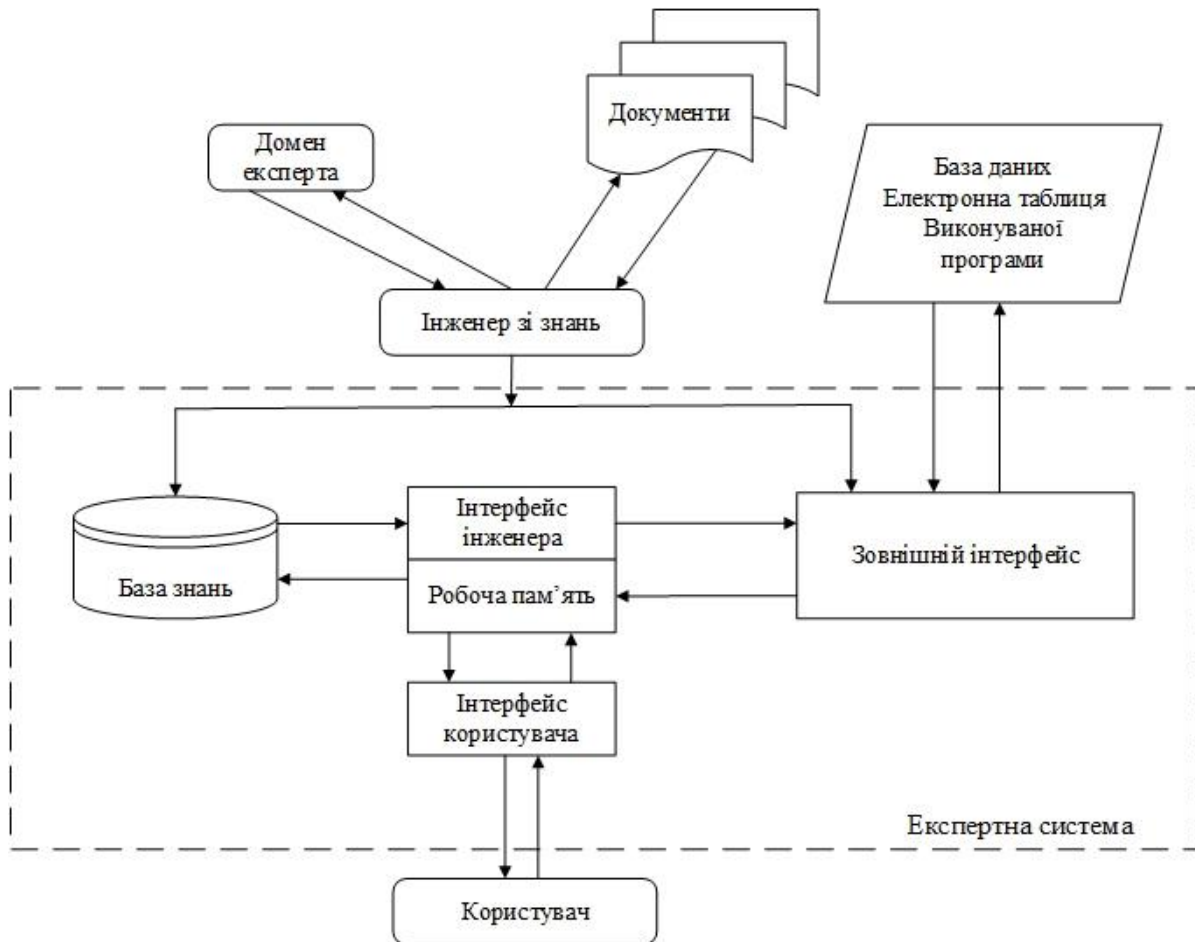 Документи
Домен
експерта
База даних
Електронна таблиця
Виконуваної
програми
Інженер зі знань
Інтерфейс
інженера
Зовнішній інтерфейс
База знань
Робоча пам’ять
Інтерфейс
користувача
Експертна система
Користувач